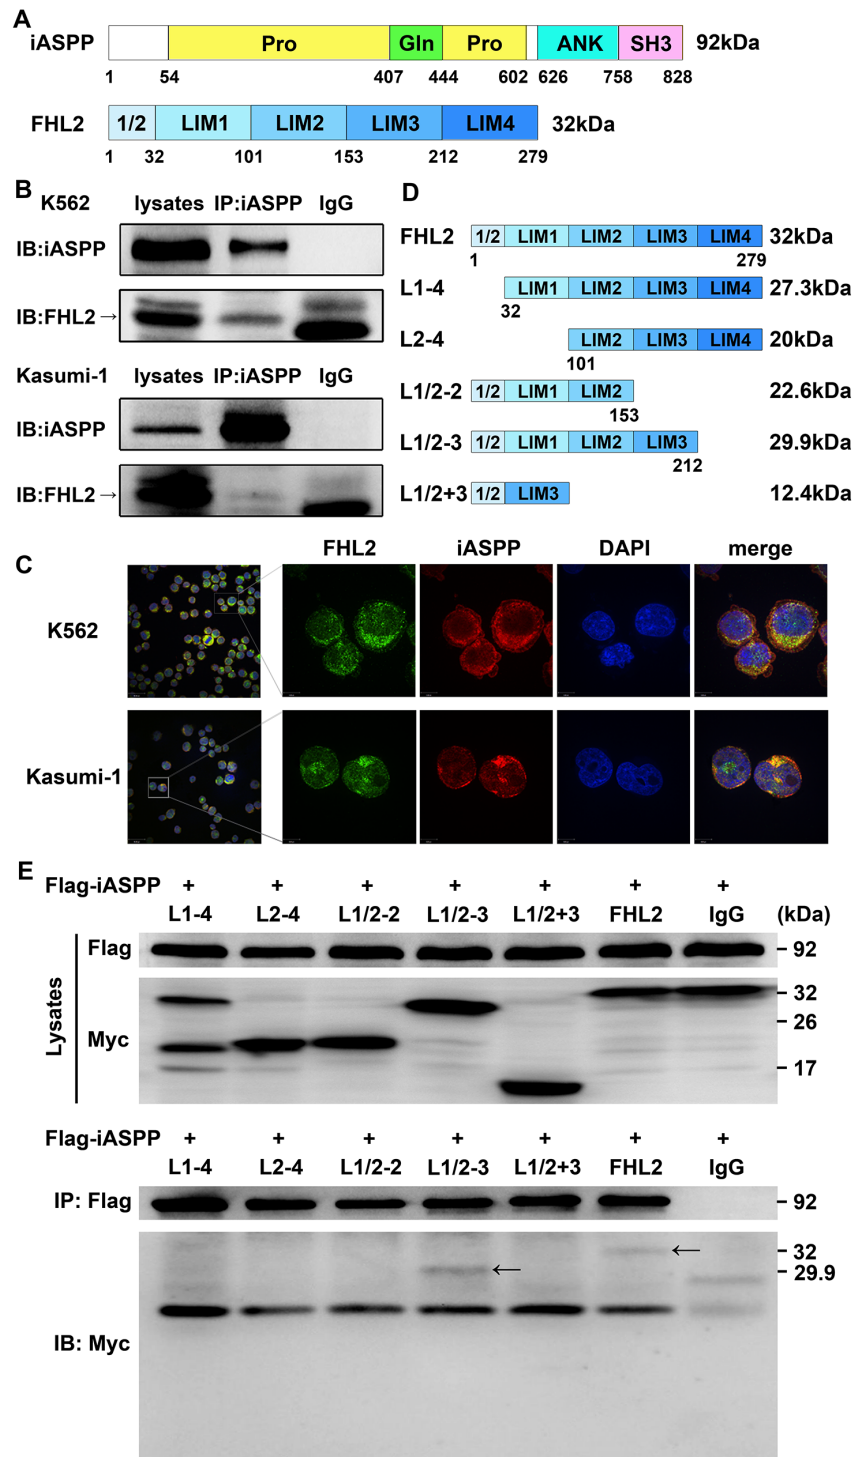 A
iASPP Pro Gln Pro ANK SH3 92kDa
1 54 407 444 602 626 758 828
FHL2 1/2 LIM1 LIM2 LIM3 LIM4 32kDa
1 32 101 153 212 279
B
K562 lysates IP:iASPP IgG
IB:iASPP
IB:FHL2→
Kasumi-1 lysates IP:iASPP IgG
IB:iASPP
IB:FHL2→
D
FHL2 1/2 LIM1 LIM2 LIM3 LIM4 32kDa
1 279
L1-4 LIM1 LIM2 LIM3 LIM4 27.3kDa
32
L2-4 LIM2 LIM3 LIM4 20kDa
101
L1/2-2 1/2 LIM1 LIM2 22.6kDa
153
L1/2-3 1/2 LIM1 LIM2 LIM3 29.9kDa
212
L1/2+3 1/2 LIM3 12.4kDa
C
FHL2 iASPP DAPI merge
K562
Kasumi-1
E
Flag-iASPP + + + + + + +
L1-4 L2-4 L1/2-2 L1/2-3 L1/2+3 FHL2 IgG (kDa)
Lysates
Flag 92
Myc 32
26
17
Flag-iASPP + + + + + + +
L1-4 L2-4 L1/2-2 L1/2-3 L1/2+3 FHL2 IgG
IP: Flag 92
32
29.9
IB: Myc